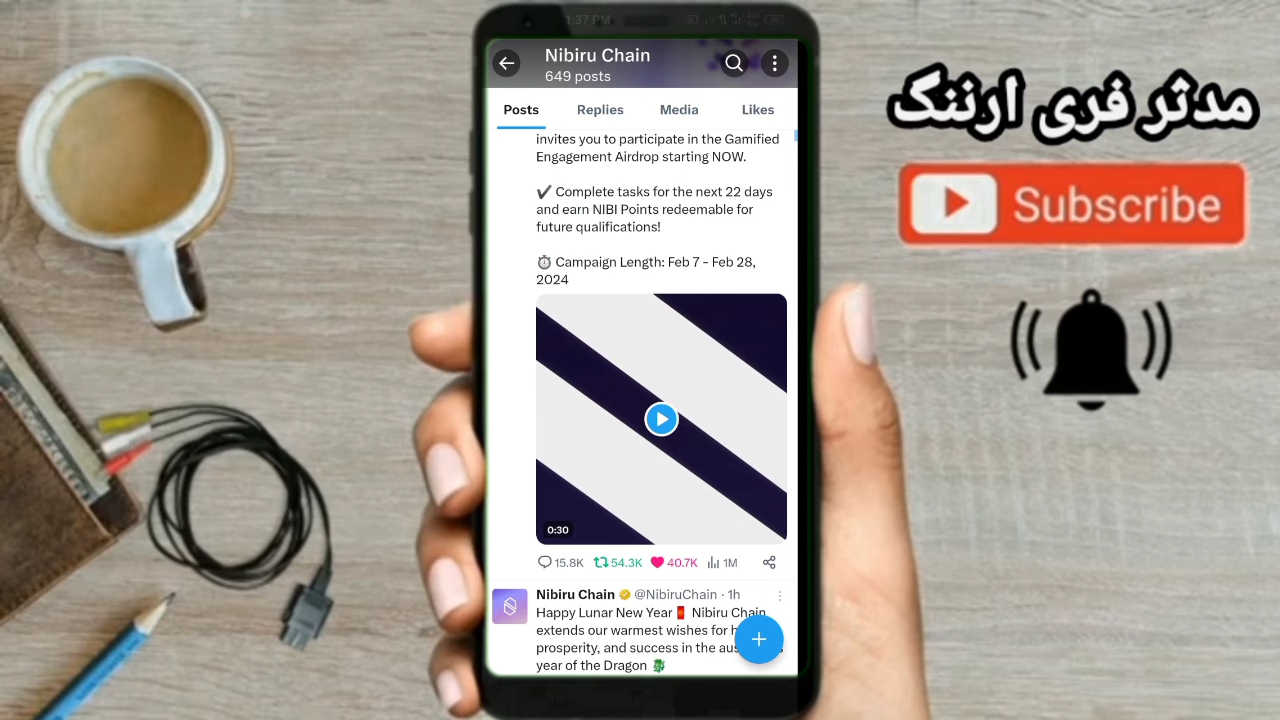 1:37 PM
Nibiru Chain
649 posts
Posts
Replies
Media
Likes
invites you to participate in the Gamified
Engagement Airdrop starting NOW.
✔️ Complete tasks for the next 22 days
and earn NIBI Points redeemable for
future qualifications!
⏱️ Campaign Length: Feb 7 - Feb 28,
2024
0:30
15.8K
54.3K
40.7K
1M
Nibiru Chain @NibiruChain · 1h
Happy Lunar New Year 🧧 Nibiru Chain
extends our warmest wishes for
prosperity, and success in the
year of the Dragon 🐉
مدثر فری ارننگ
Subscribe